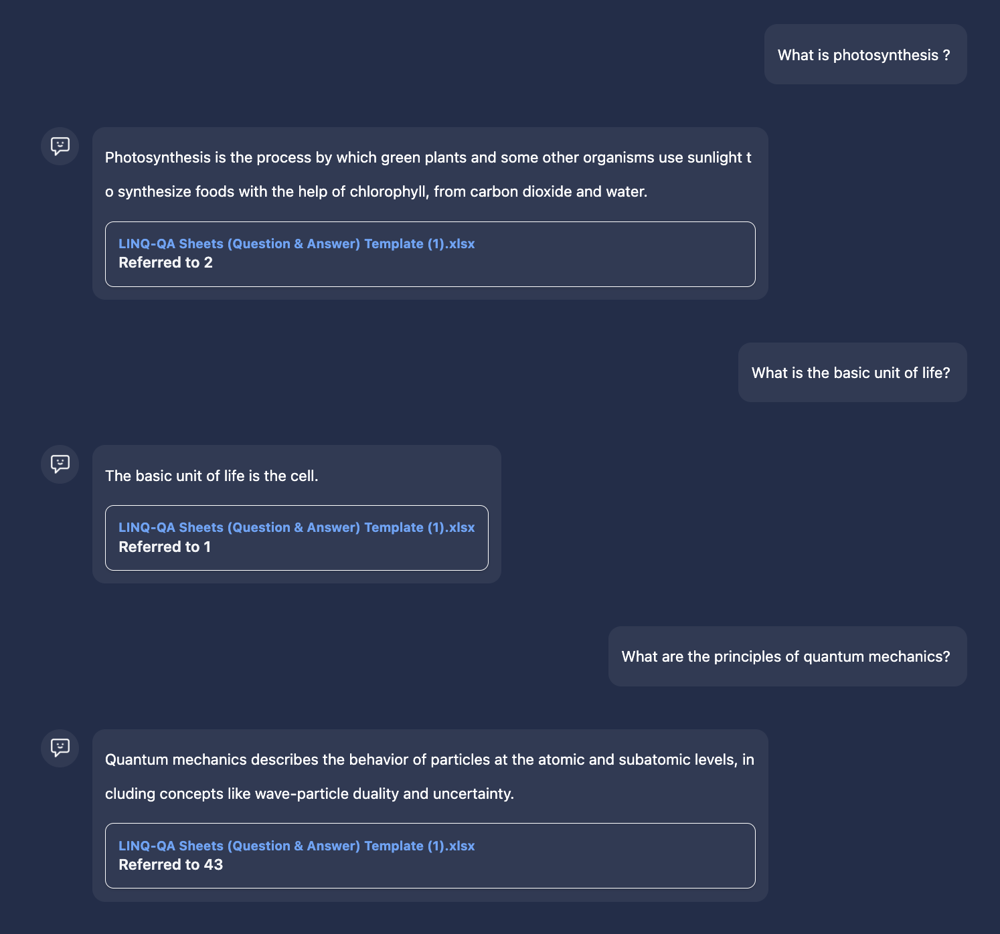 What is photosynthesis ?
Photosynthesis is the process by which green plants and some other organisms use sunlight t
o synthesize foods with the help of chlorophyll, from carbon dioxide and water.
LINQ-QA Sheets (Question & Answer) Template (1).xlsx
Referred to 2
What is the basic unit of life?
The basic unit of life is the cell.
LINQ-QA Sheets (Question & Answer) Template (1).xlsx
Referred to 1
What are the principles of quantum mechanics?
Quantum mechanics describes the behavior of particles at the atomic and subatomic levels, in
cluding concepts like wave-particle duality and uncertainty.
LINQ-QA Sheets (Question & Answer) Template (1).xlsx
Referred to 43